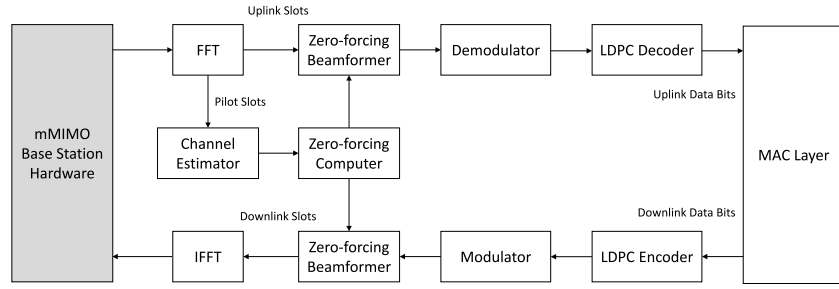 Uplink Slots
FFT
Zero-forcing
Beamformer
Demodulator
LDPC Decoder
Pilot Slots
Uplink Data Bits
mMIMO
Base Station
Hardware
Channel
Estimator
Zero-forcing
Computer
MAC Layer
Downlink Slots
Downlink Data Bits
IFFT
Zero-forcing
Beamformer
Modulator
LDPC Encoder